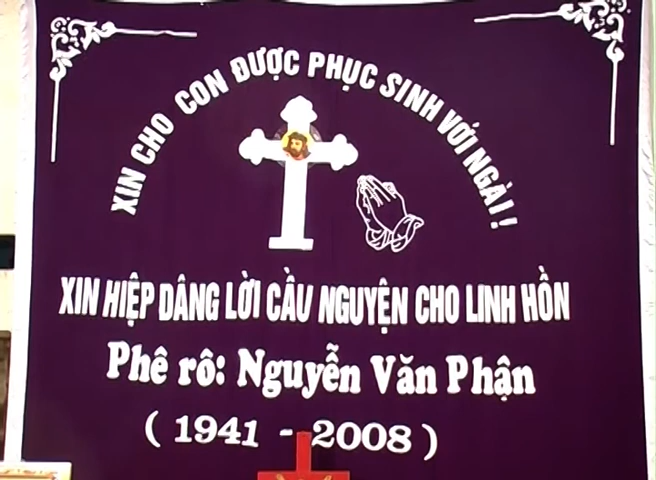 XIN CHO CON ĐƯỢC PHỤC SINH VỚI NGÀI!
XIN HIỆP DÂNG LỜI CẦU NGUYỆN CHO LINH HỒN
Phê rô: Nguyễn Văn Phận
( 1941 - 2008 )